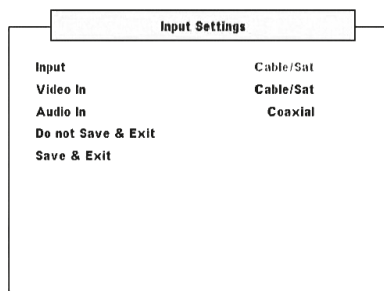 Input Settings
Input Cable/Sat
Video In Cable/Sat
Audio In Coaxial
Do not Save & Exit
Save & Exit